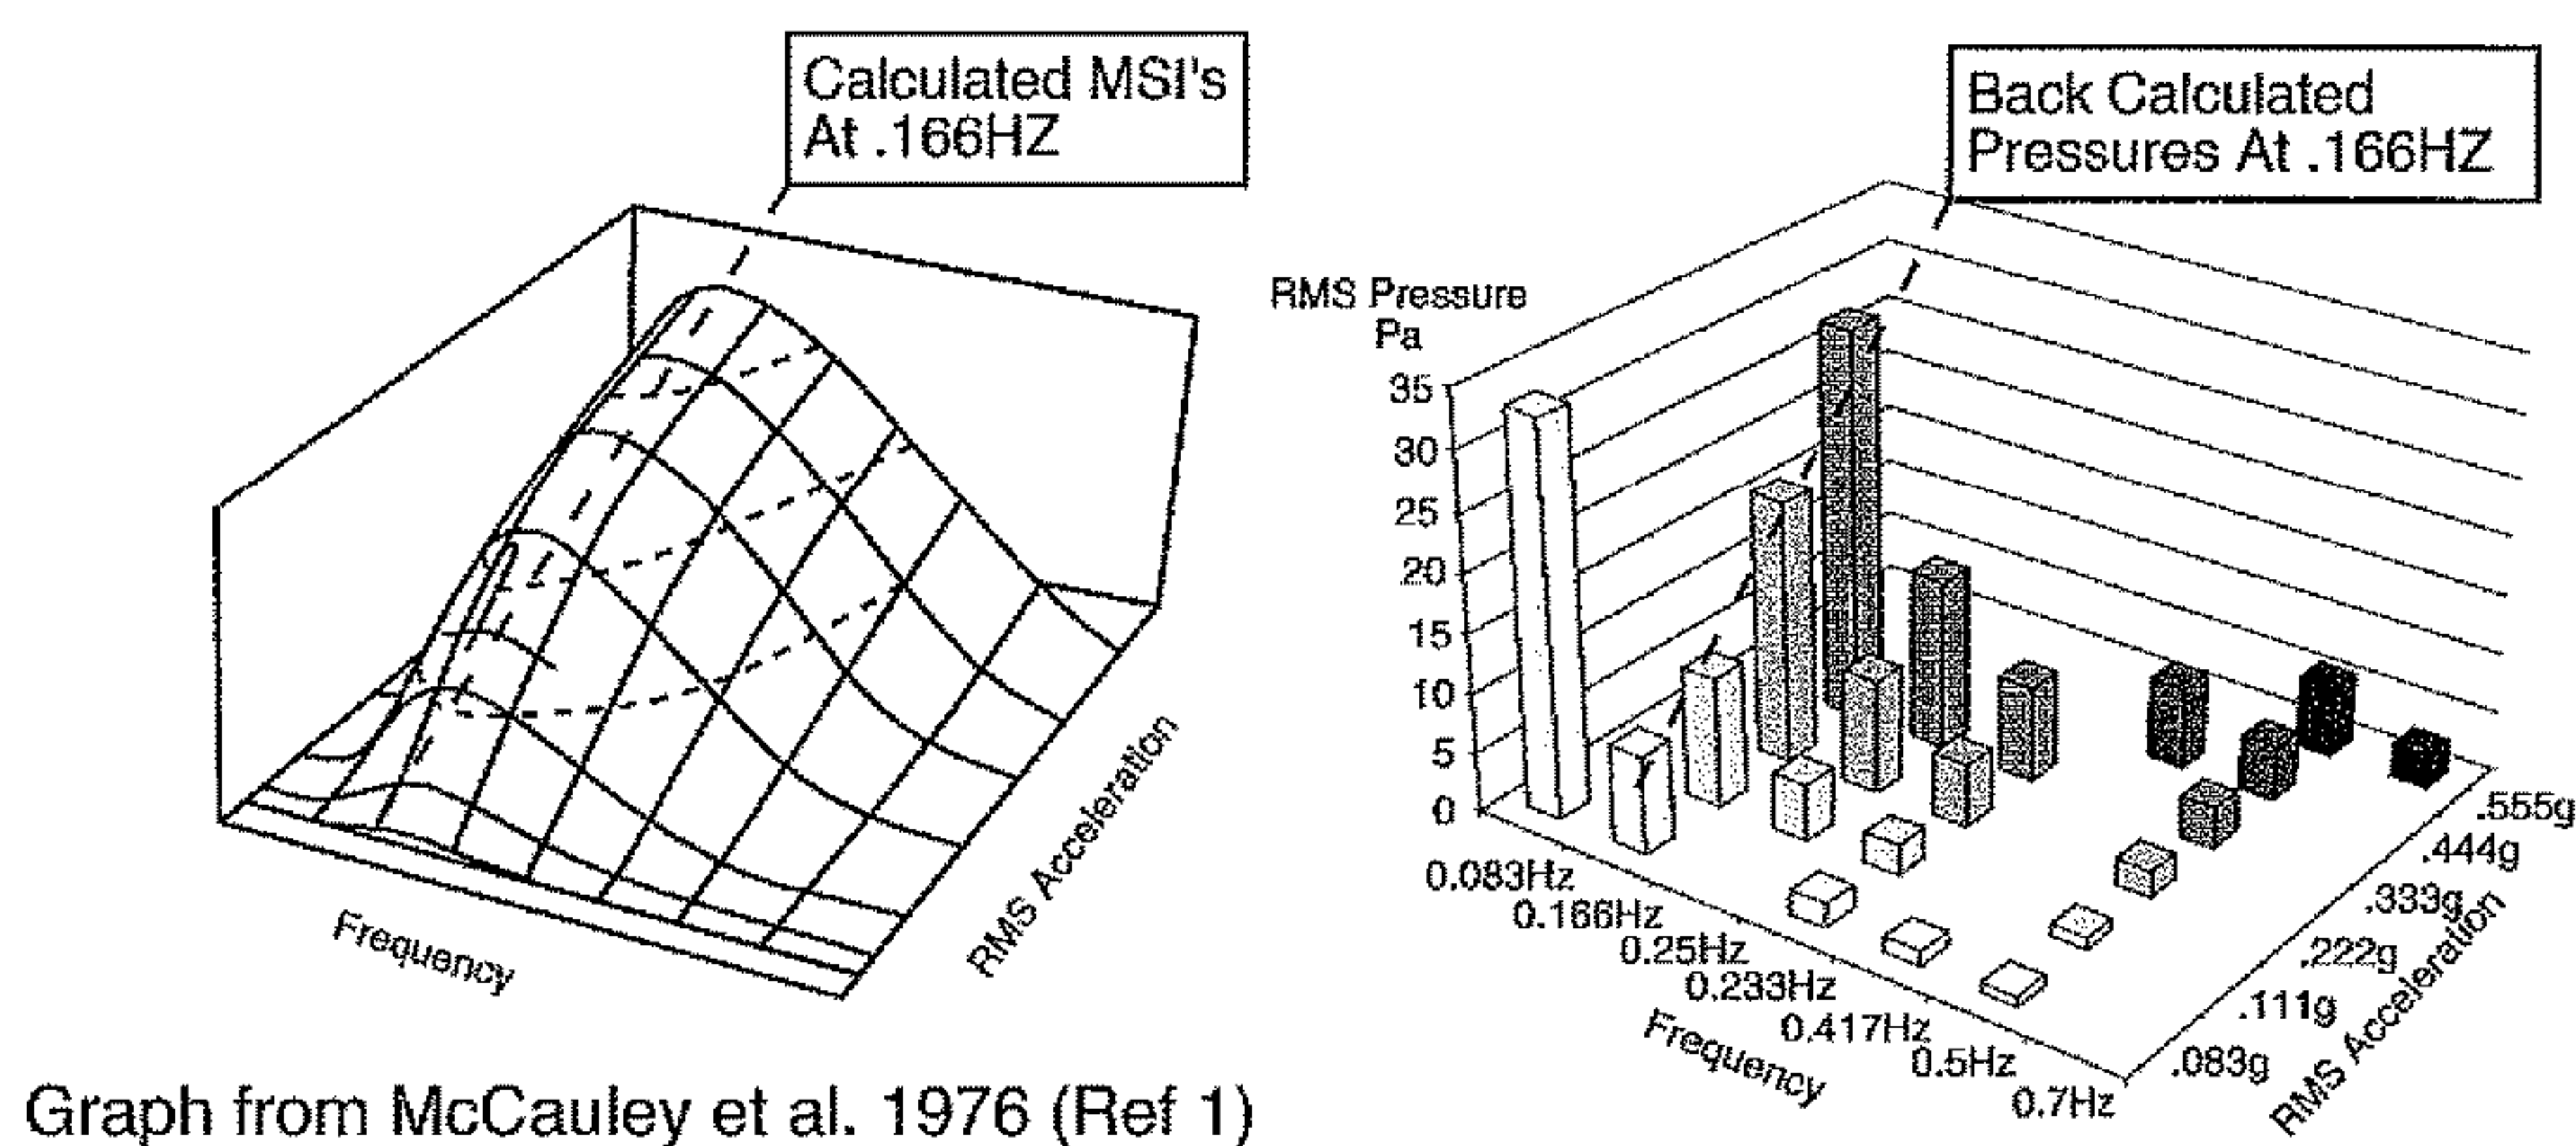 Calculated MSI's
At .166HZ
Frequency
RMS Acceleration
Graph from McCauley et al. 1976 (Ref 1)
Back Calculated
Pressures At .166HZ
RMS Pressure
Pa
35
30
25
20
15
10
5
0
0.083Hz
0.166Hz
0.25Hz
0.233Hz
0.417Hz
0.5Hz
0.7Hz
Frequency
.555g
.444g
.333g
.222g
.111g
.083g
RMS Acceleration